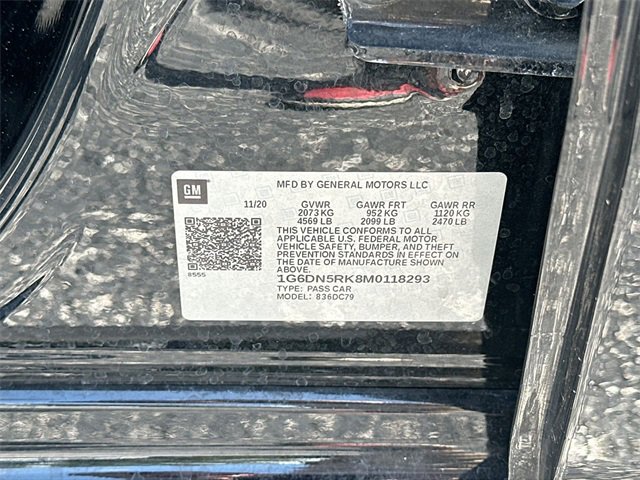 GM
MFD BY GENERAL MOTORS LLC
11/20 GVWR GAWR FRT GAWR RR
2073 KG 952 KG 1120 KG
4569 LB 2099 LB 2470 LB
THIS VEHICLE CONFORMS TO ALL
APPLICABLE U.S. FEDERAL MOTOR
VEHICLE SAFETY, BUMPER, AND THEFT
PREVENTION STANDARDS IN EFFECT ON
THE DATE OF MANUFACTURE SHOWN
ABOVE.
8555
1G6DN5RK8M0118293
TYPE: PASS CAR
MODEL: 836DC79